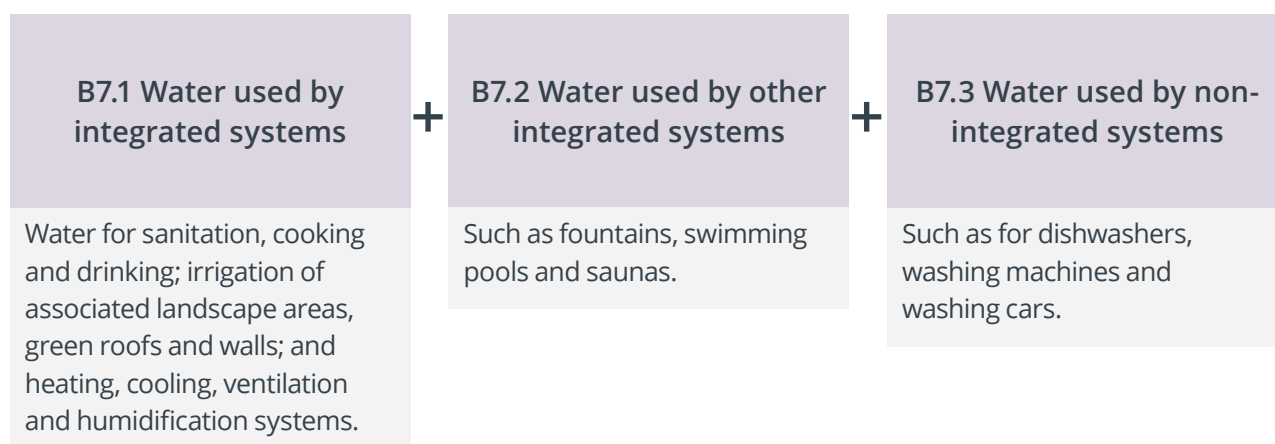 B7.1 Water used by
integrated systems
Water for sanitation, cooking
and drinking; irrigation of
associated landscape areas,
green roofs and walls; and
heating, cooling, ventilation
and humidification systems.
+
B7.2 Water used by other
integrated systems
Such as fountains, swimming
pools and saunas.
+
B7.3 Water used by non-
integrated systems
Such as for dishwashers,
washing machines and
washing cars.